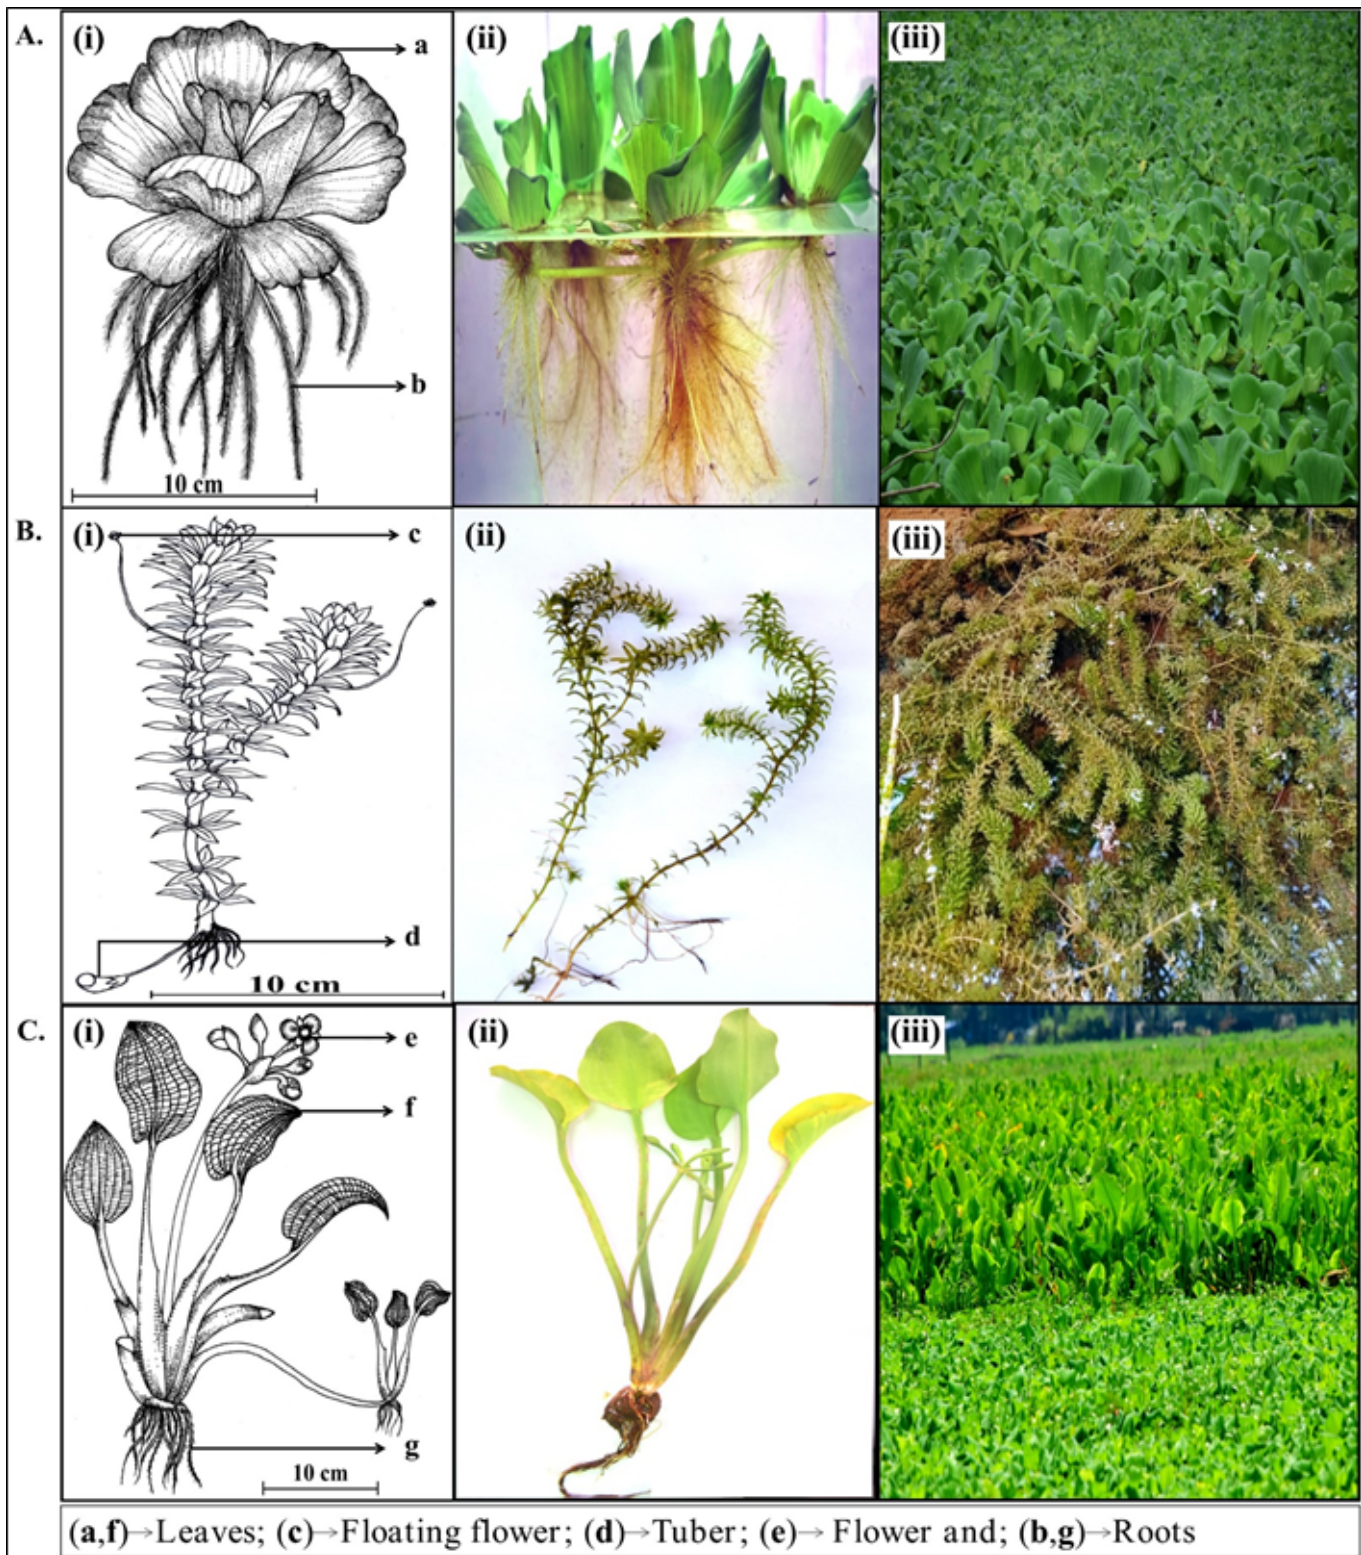 A.
(i)
a
b
10 cm
(ii)
(iii)
B.
(i)
c
d
10 cm
(ii)
(iii)
C.
(i)
e
f
g
10 cm
(ii)
(iii)
(a,f)→Leaves; (c)→Floating flower; (d)→Tuber; (e)→ Flower and; (b,g)→Roots